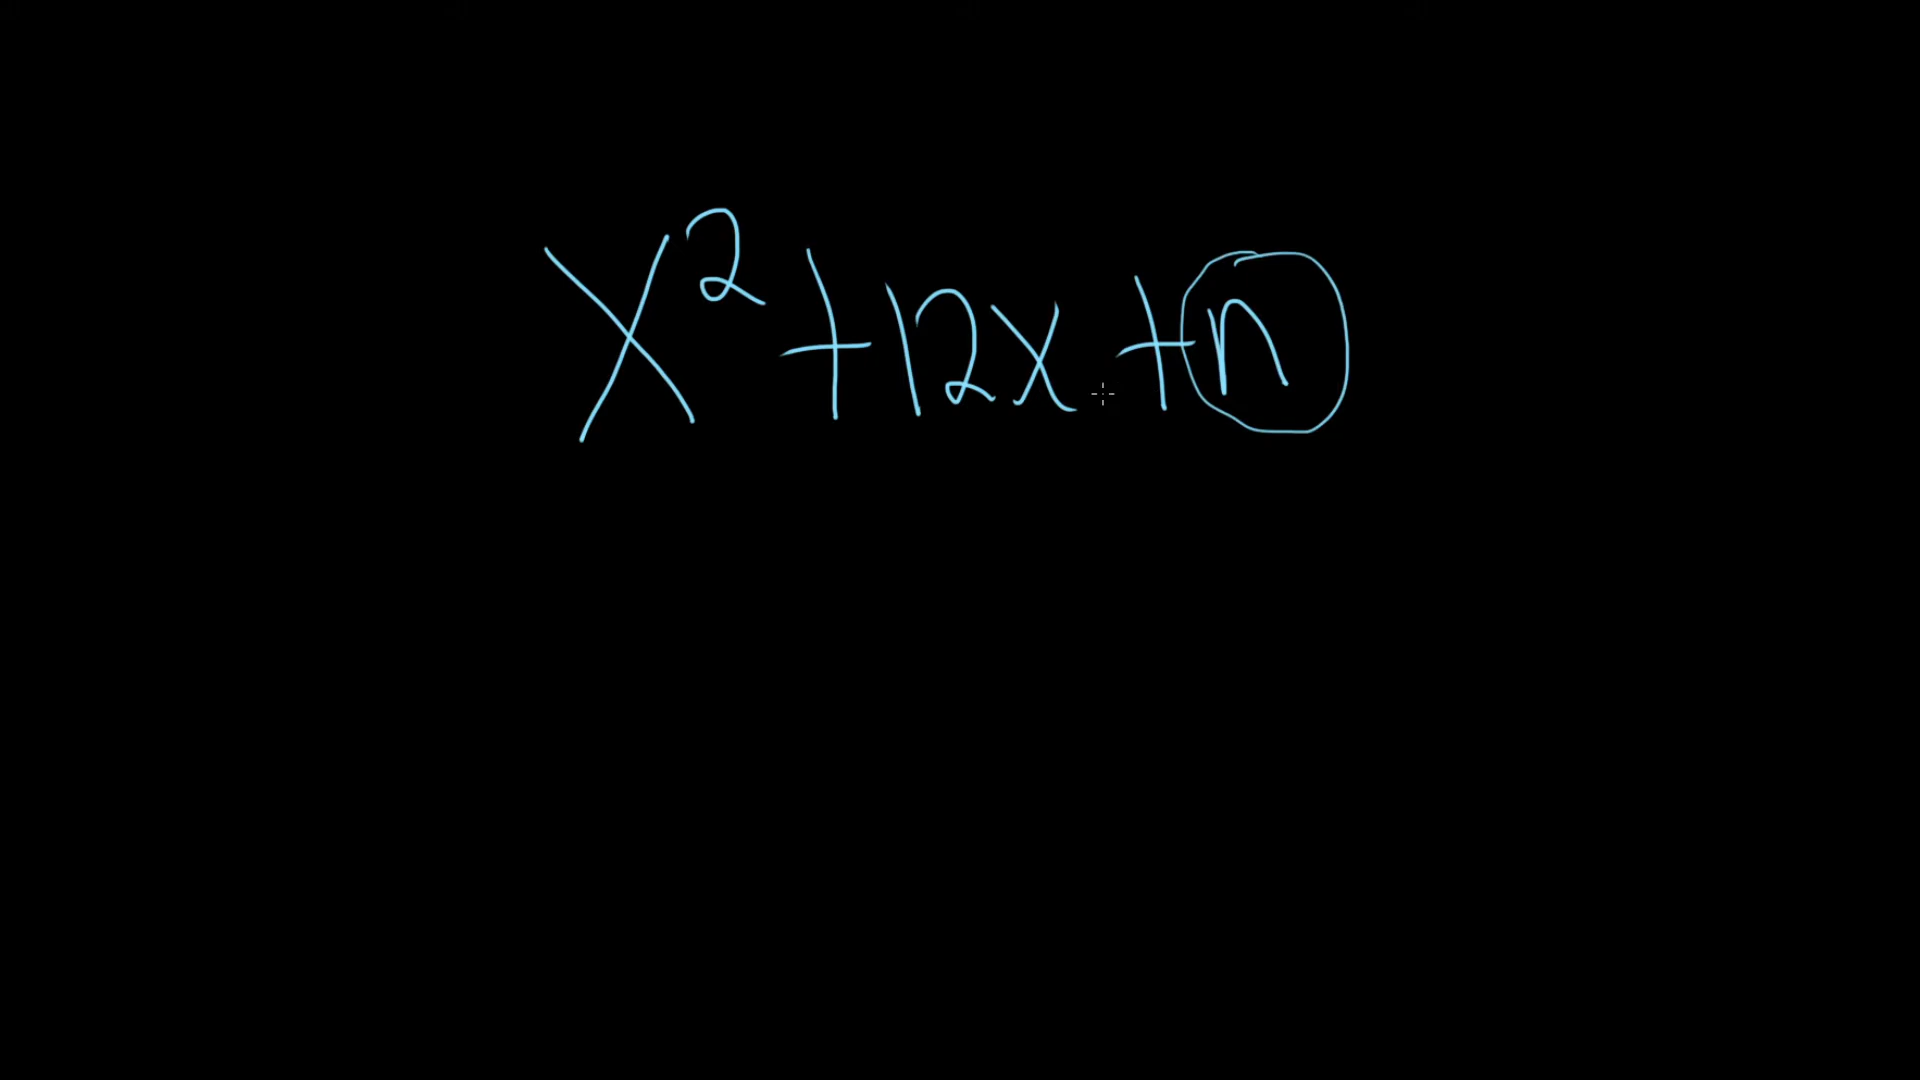 x² + 12x + n